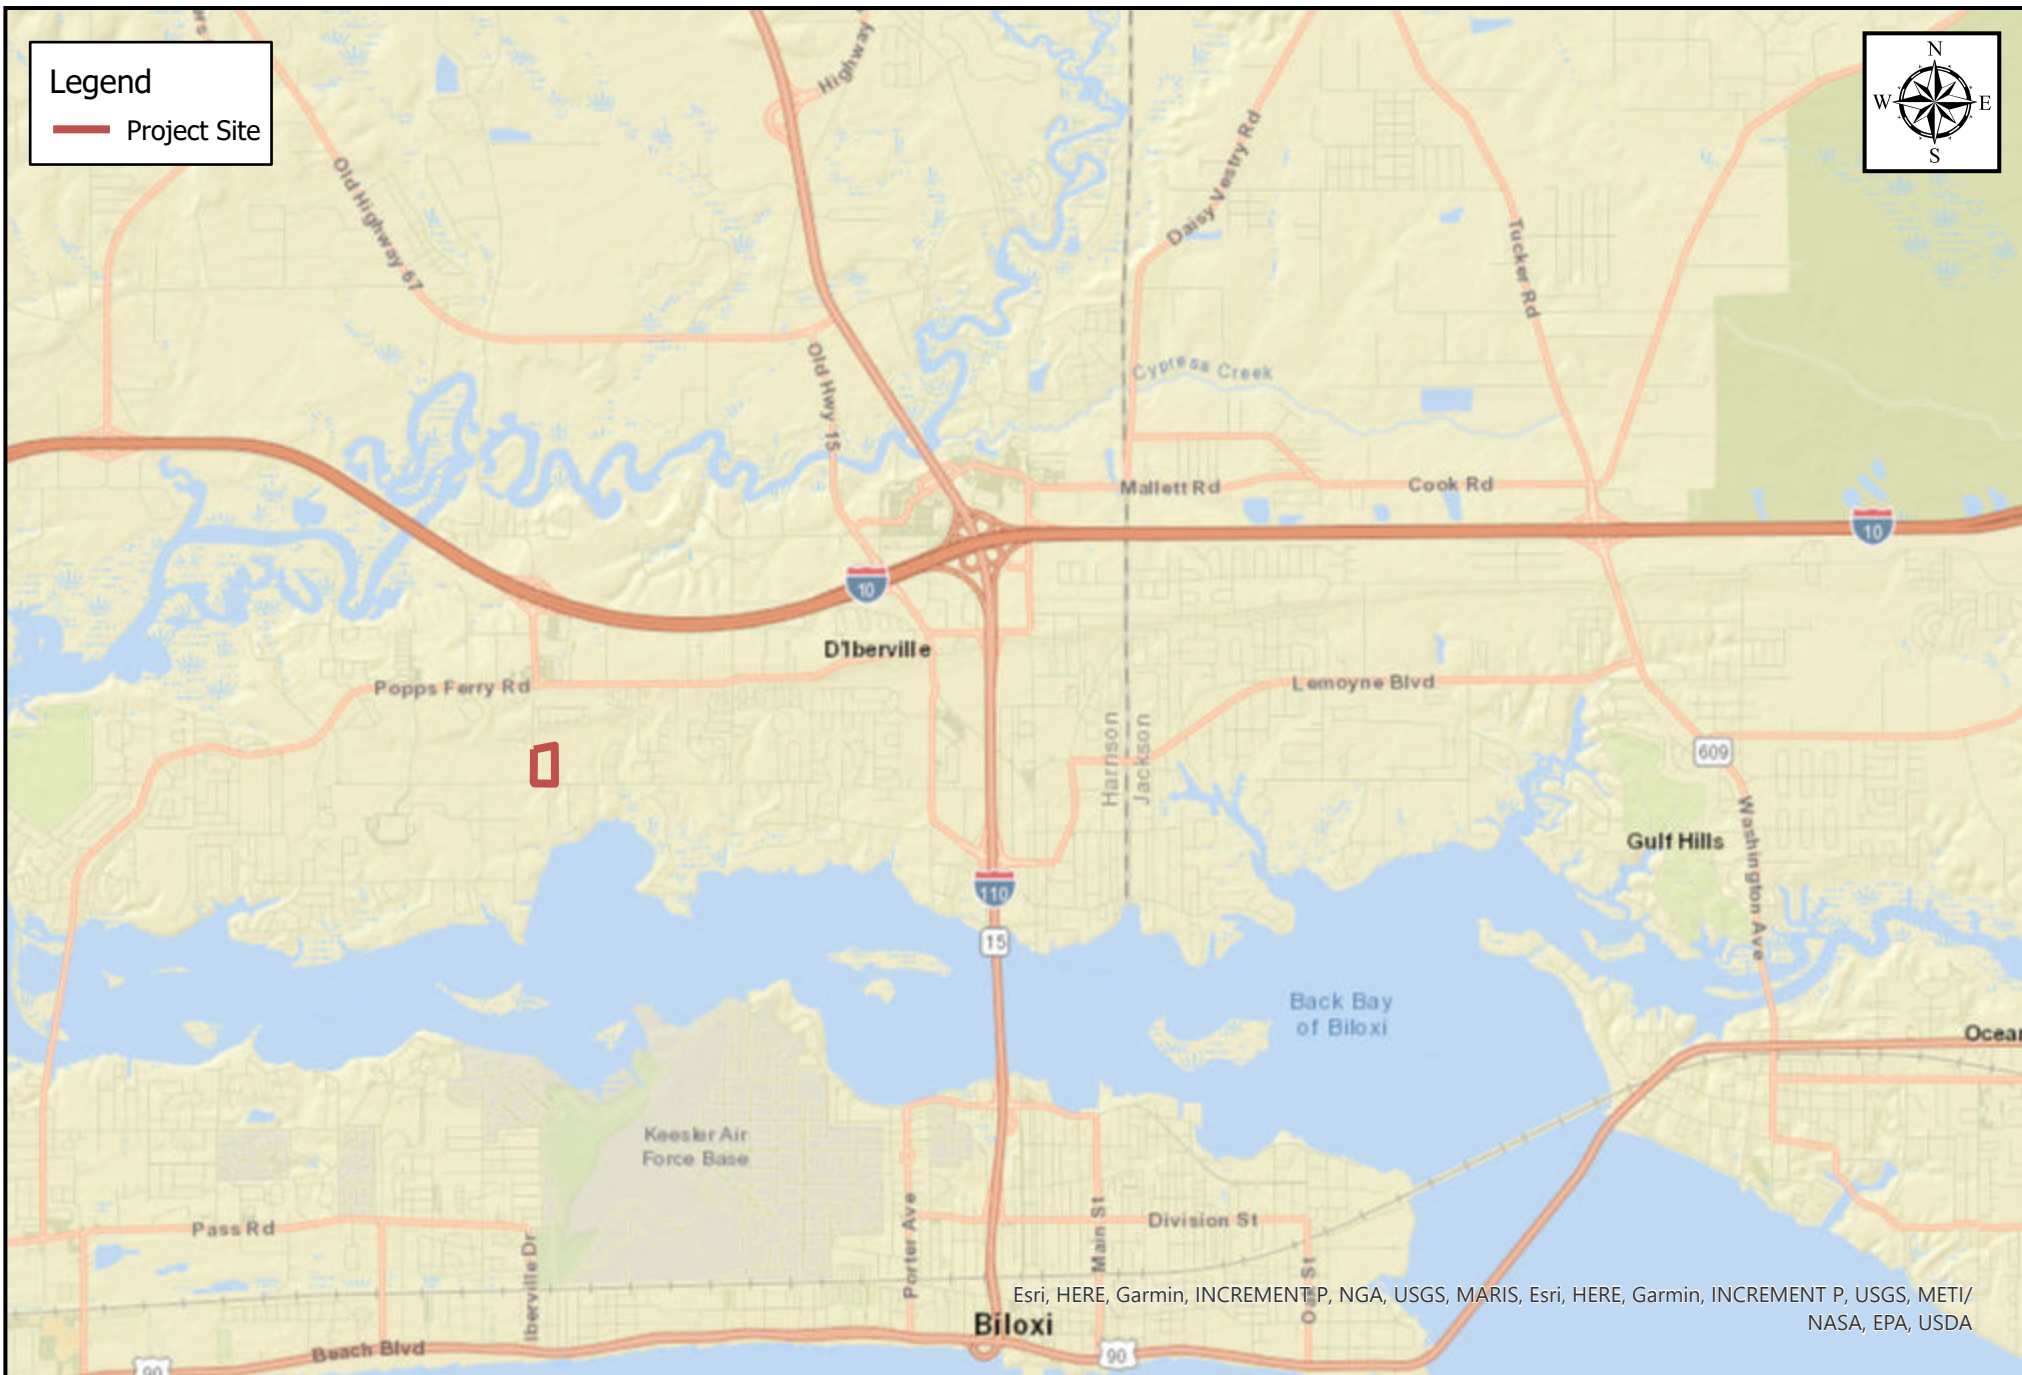 Legend
Project Site
N
W
E
S
Highway
Old Highway 67
Daisy Vestry Rd
Tucker Rd
Old Hwy 15
Cypress Creek
Mallett Rd
Cook Rd
10
10
D'Iberville
Popps Ferry Rd
Lemoyne Blvd
Harrison
Jackson
609
Washington Ave
Gulf Hills
110
15
Back Bay
of Biloxi
Ocean
Keesler Air
Force Base
Pass Rd
Iberville Dr
Porter Ave
Main St
Division St
Oak St
Esri, HERE, Garmin, INCREMENT P, NGA, USGS, MARIS, Esri, HERE, Garmin, INCREMENT P, USGS, METI/
NASA, EPA, USDA
Biloxi
Beach Blvd
90
90